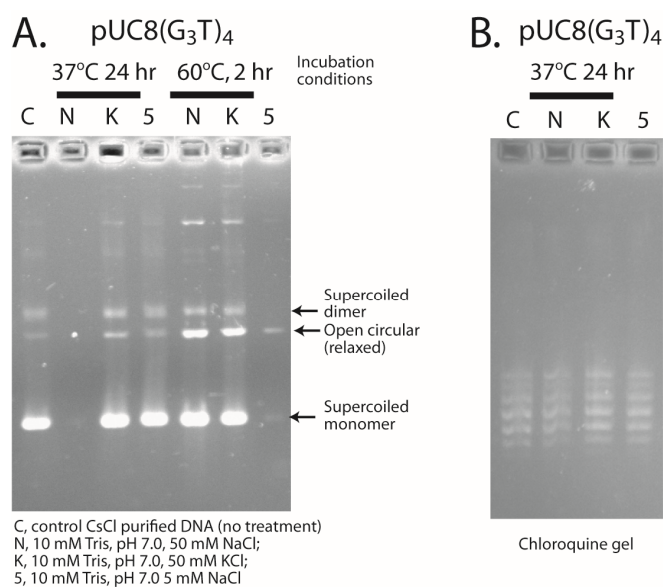 A.
pUC8(G₃T)₄
37ºC 24 hr
60ºC, 2 hr
Incubation
conditions
C N K 5 N K 5
Supercoiled
dimer
Open circular
(relaxed)
Supercoiled
monomer
C, control CsCl purified DNA (no treatment)
N, 10 mM Tris, pH 7.0, 50 mM NaCl;
K, 10 mM Tris, pH 7.0, 50 mM KCl;
5, 10 mM Tris, pH 7.0 5 mM NaCl
B.
pUC8(G₃T)₄
37ºC 24 hr
C N K 5
Chloroquine gel